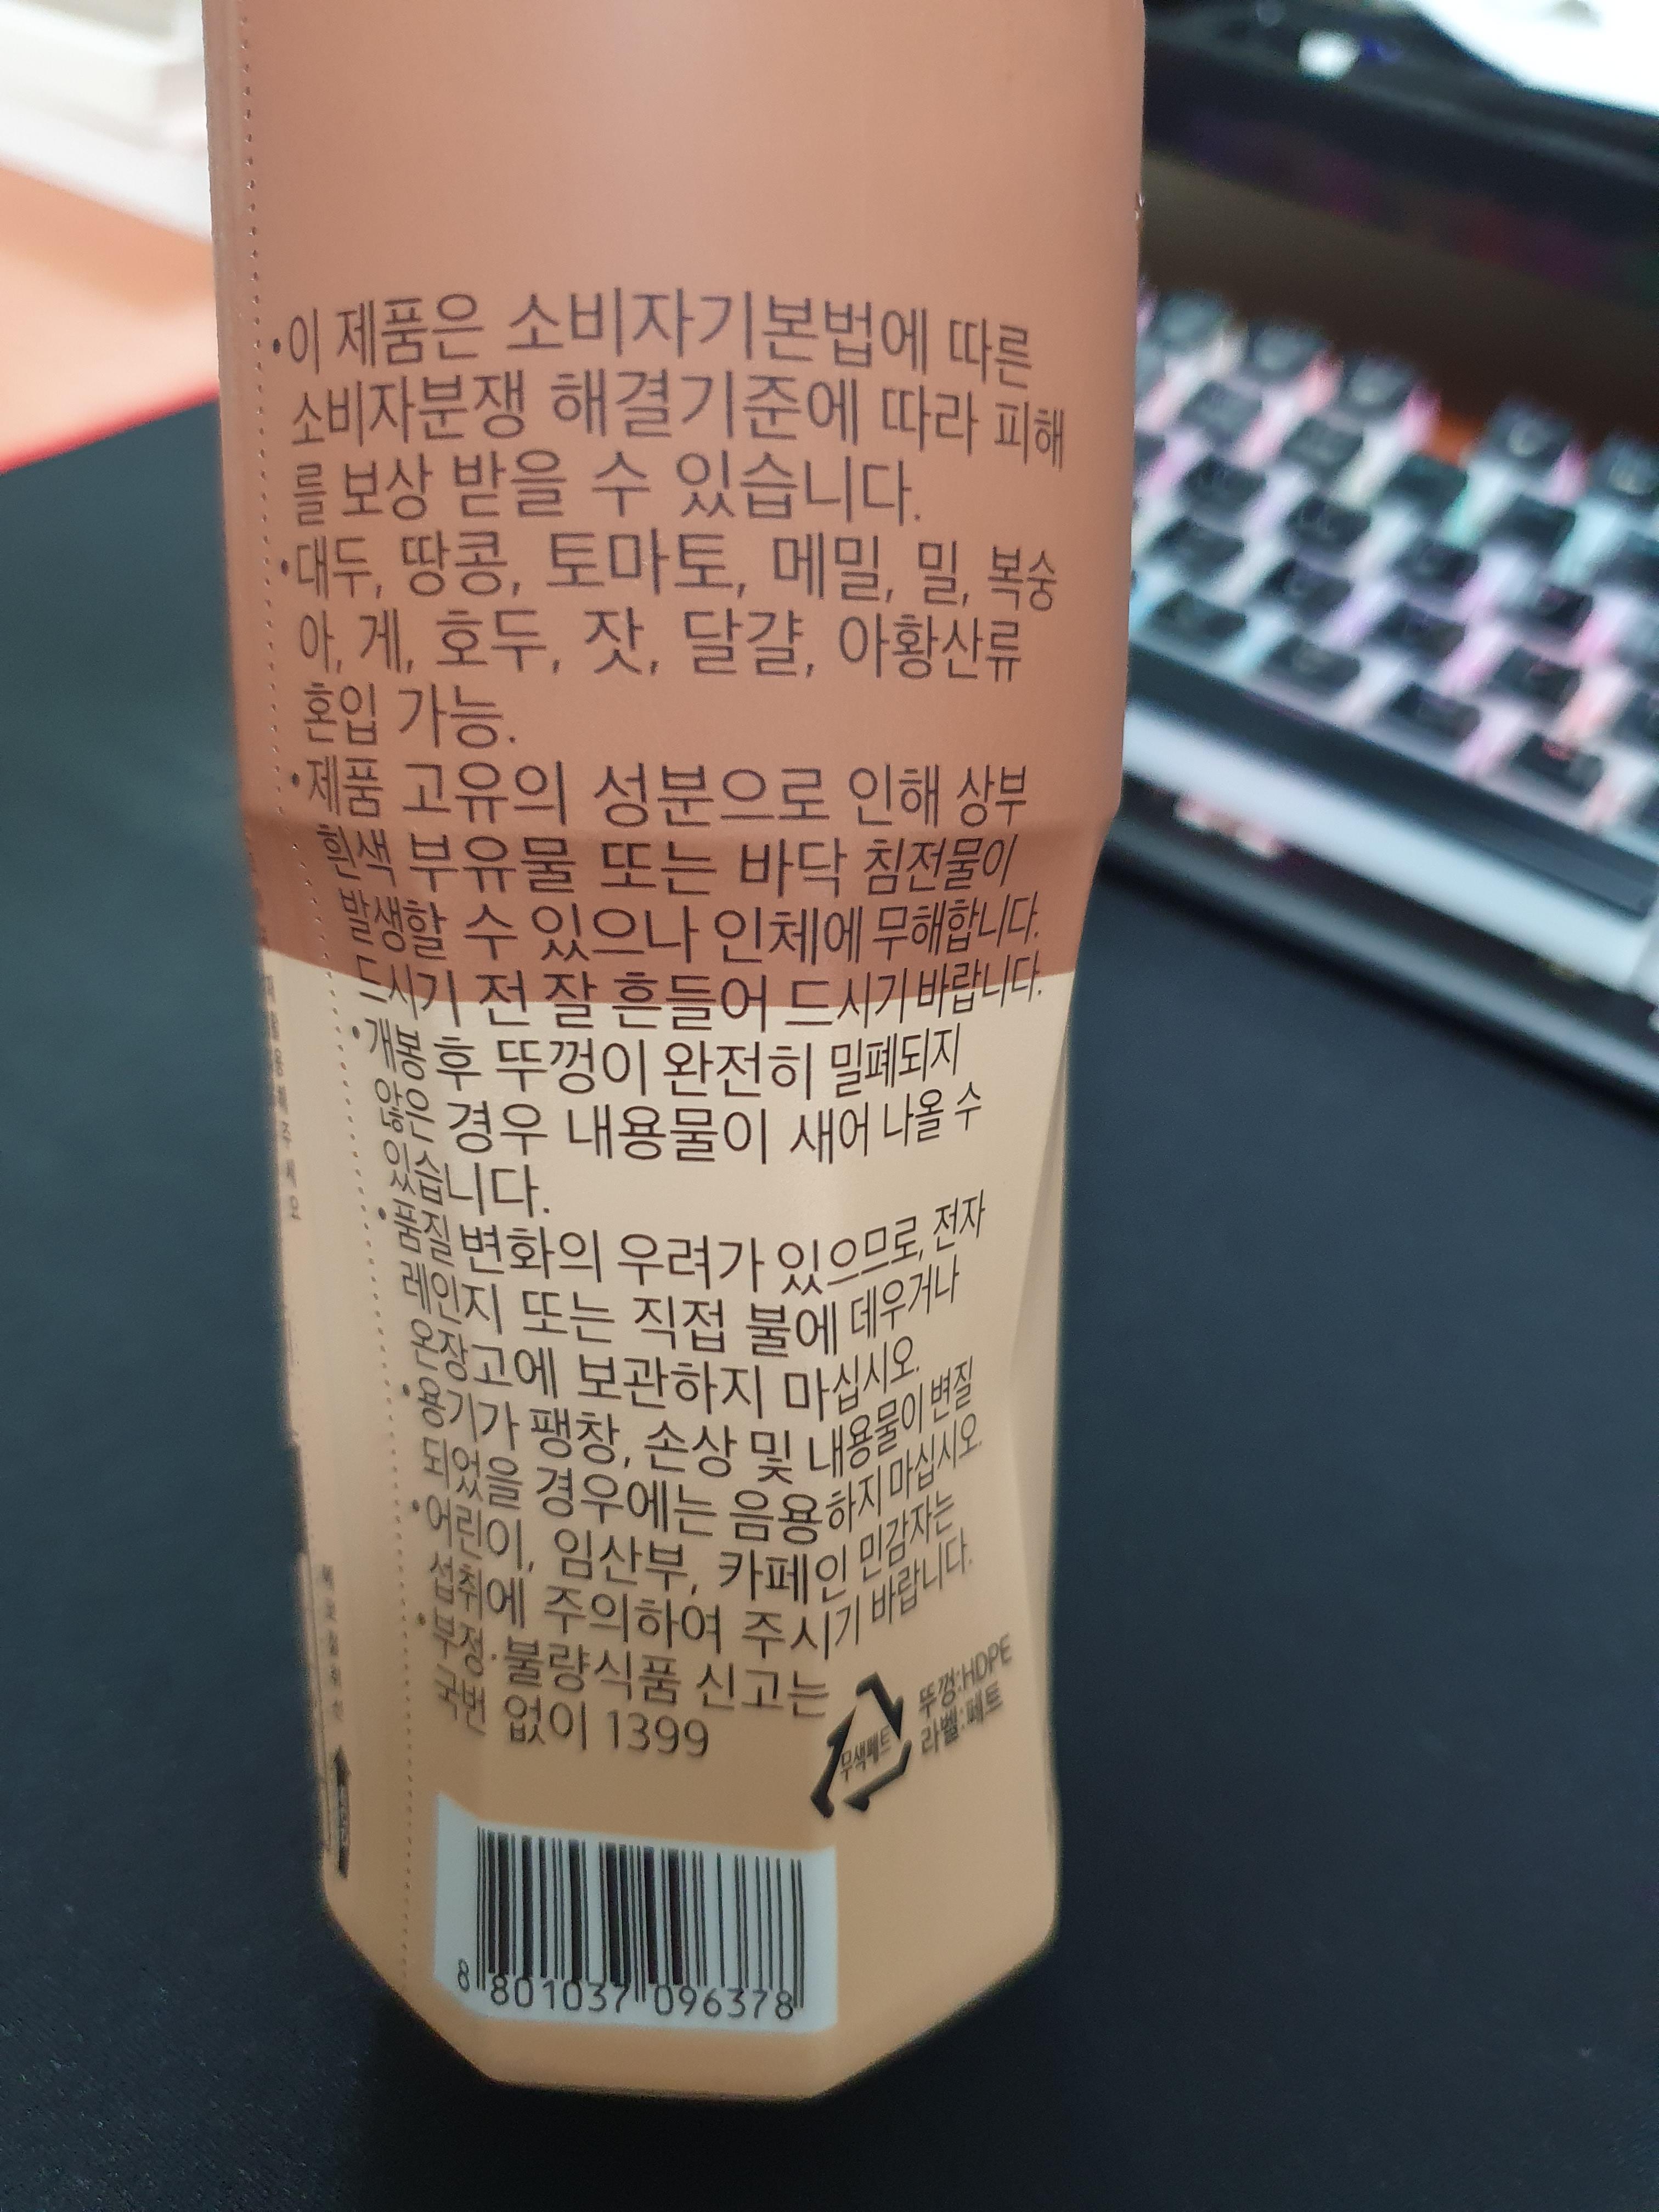 •이 제품은 소비자기본법에 따른
소비자분쟁 해결기준에 따라 피해
를 보상 받을 수 있습니다.
•대두, 땅콩, 토마토, 메밀, 밀, 복숭
아, 게, 호두, 잣, 달걀, 아황산류
혼입 가능.
•제품 고유의 성분으로 인해 상부
흰색 부유물 또는 바닥 침전물이
발생할 수 있으나 인체에 무해합니다.
드시기 전 잘 흔들어 드시기 바랍니다.
•개봉 후 뚜껑이 완전히 밀폐되지
않은 경우 내용물이 새어 나올 수
있습니다.
•품질 변화의 우려가 있으므로, 전자
레인지 또는 직접 불에 데우거나
온장고에 보관하지 마십시오.
•용기가 팽창, 손상 및 내용물이 변질
되었을 경우에는 음용하지 마십시오.
•어린이, 임산부, 카페인 민감자는
섭취에 주의하여 주시기 바랍니다.
•부정·불량식품 신고는
국번 없이 1399
무색페트
뚜껑:HDPE
라벨:페트
8 801037 096378